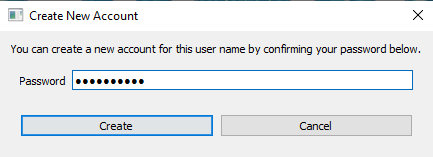 Create New Account
You can create a new account for this user name by confirming your password below.
Password ●●●●●●●●●●
Create Cancel